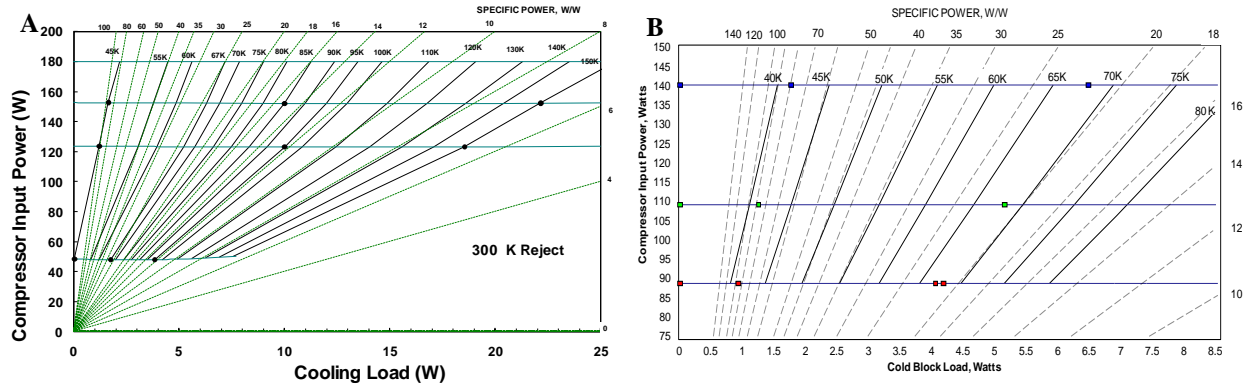 A
SPECIFIC POWER, W/W
100 80 60 50 40 35 30 25 20 18 16 14 12 10 8
200
180
160
140
120
100
80
60
40
20
0
45K 55K 60K 67K 70K 75K 80K 85K 90K 95K 100K 110K 120K 130K 140K 150K
6
4
0
300 K Reject
Compressor Input Power (W)
0 5 10 15 20 25
Cooling Load (W)
B
SPECIFIC POWER, W/W
140 120 100 70 50 40 35 30 25 20 18
150
145
140
135
130
125
120
115
110
105
100
95
90
85
80
75
40K 45K 50K 55K 60K 65K 70K 75K 80K
16
14
12
10
Compressor Input Power, Watts
0 0.5 1 1.5 2 2.5 3 3.5 4 4.5 5 5.5 6 6.5 7 7.5 8 8.5
Cold Block Load, Watts